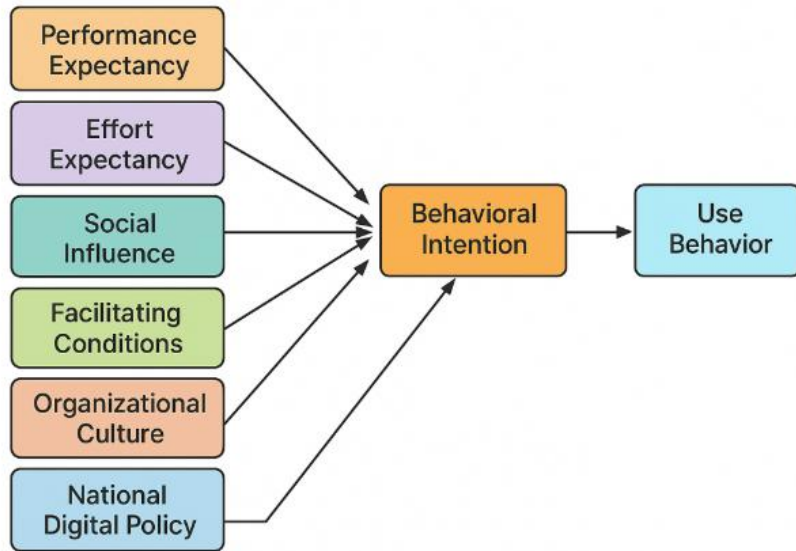 Performance
Expectancy
Effort
Expectancy
Social
Influence
Facilitating
Conditions
Organizational
Culture
National
Digital Policy
Behavioral
Intention
Use
Behavior